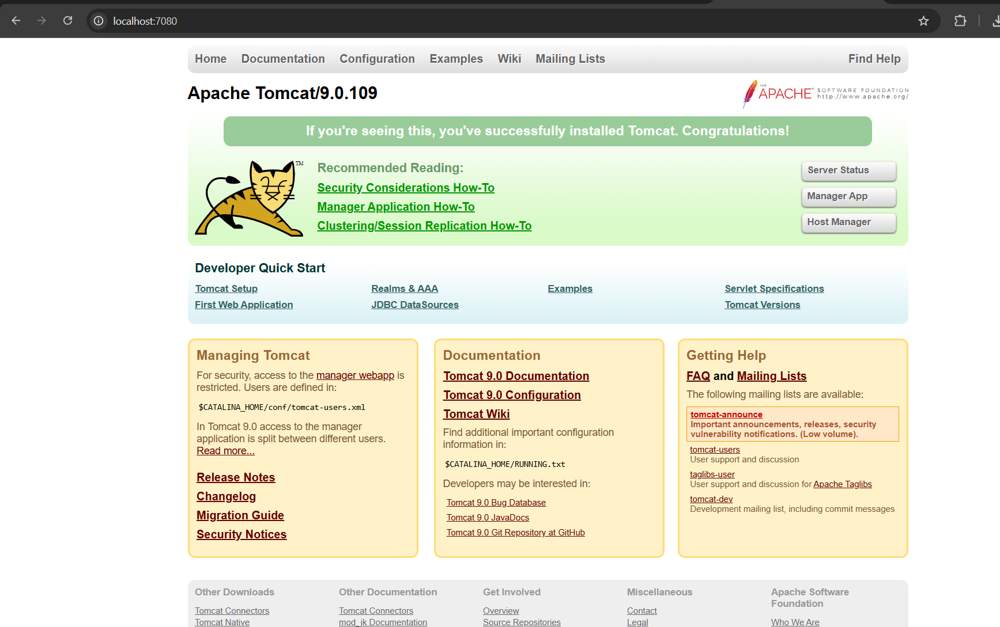 localhost:7080
Home Documentation Configuration Examples Wiki Mailing Lists Find Help
Apache Tomcat/9.0.109
THE
APACHE SOFTWARE FOUNDATION
http://www.apache.org/
If you're seeing this, you've successfully installed Tomcat. Congratulations!
TM
Recommended Reading:
Security Considerations How-To
Manager Application How-To
Clustering/Session Replication How-To
Server Status
Manager App
Host Manager
Developer Quick Start
Tomcat Setup
First Web Application
Realms & AAA
JDBC DataSources
Examples
Servlet Specifications
Tomcat Versions
Managing Tomcat
For security, access to the manager webapp is
restricted. Users are defined in:
$CATALINA_HOME/conf/tomcat-users.xml
In Tomcat 9.0 access to the manager
application is split between different users.
Read more...
Release Notes
Changelog
Migration Guide
Security Notices
Documentation
Tomcat 9.0 Documentation
Tomcat 9.0 Configuration
Tomcat Wiki
Find additional important configuration
information in:
$CATALINA_HOME/RUNNING.txt
Developers may be interested in:
Tomcat 9.0 Bug Database
Tomcat 9.0 JavaDocs
Tomcat 9.0 Git Repository at GitHub
Getting Help
FAQ and Mailing Lists
The following mailing lists are available:
tomcat-announce
Important announcements, releases, security
vulnerability notifications. (Low volume).
tomcat-users
User support and discussion
taglibs-user
User support and discussion for Apache Taglibs
tomcat-dev
Development mailing list, including commit messages
Other Downloads
Tomcat Connectors
Tomcat Native
Other Documentation
Tomcat Connectors
mod_jk Documentation
Get Involved
Overview
Source Repositories
Miscellaneous
Contact
Legal
Apache Software
Foundation
Who We Are